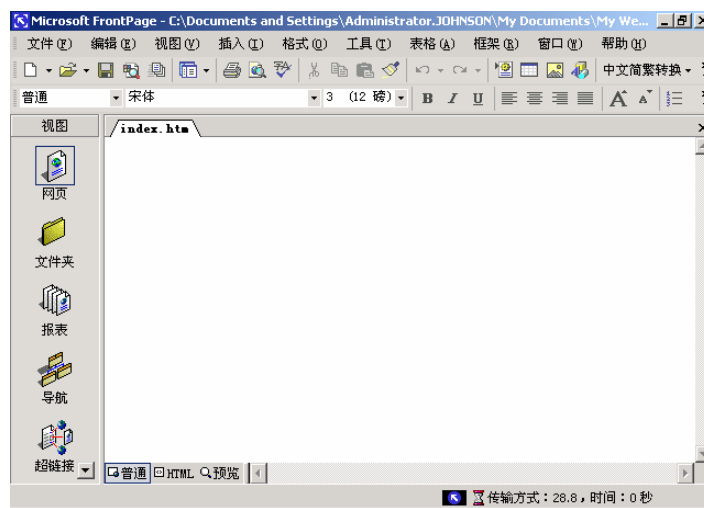 Microsoft FrontPage - C:\Documents and Settings\Administrator.JOHNSON\My Documents\My We...
文件(F) 编辑(E) 视图(V) 插入(I) 格式(O) 工具(T) 表格(A) 框架(R) 窗口(W) 帮助(H)
中文简繁转换
普通 宋体 3 (12 磅) B I U A A
视图 index.htm
网页
文件夹
报表
导航
超链接
普通 HTML 预览
传输方式：28.8，时间：0 秒